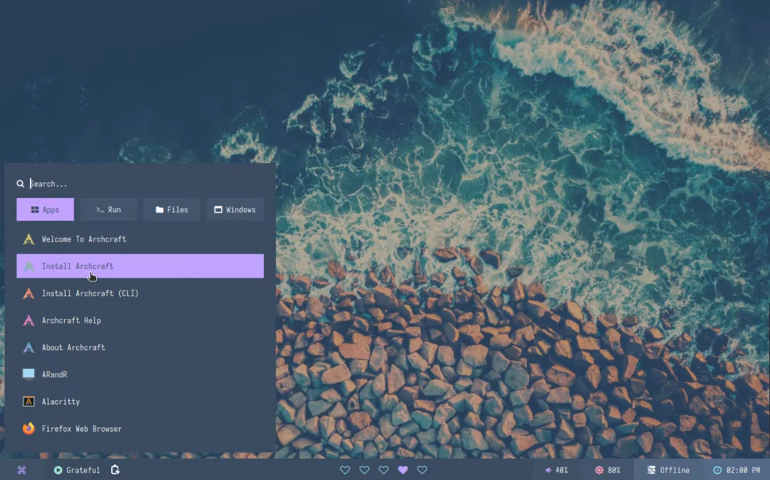 Search...
Apps
>_ Run
Files
Windows
Welcome To Archcraft
Install Archcraft
Install Archcraft (CLI)
Archcraft Help
About Archcraft
ARandR
Alacritty
Firefox Web Browser
Grateful
40%
80%
Offline
02:00 PM